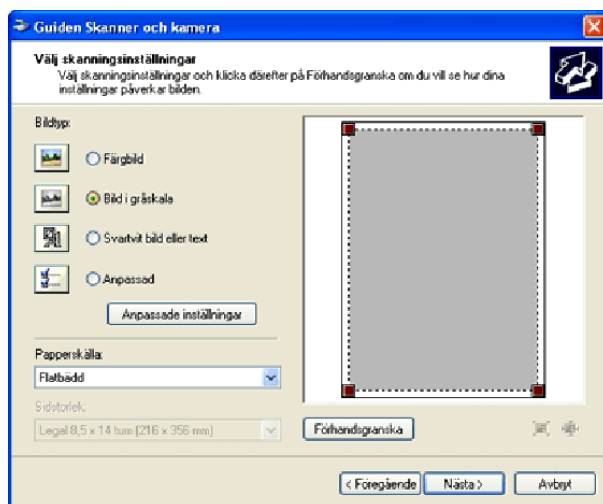 Guiden Skanner och kamera
Välj skanningsinställningar
Välj skanningsinställningar och klicka därefter på Förhandsgranska om du vill se hur dina
inställningar påverkar bilden.
Bildtyp:
Färgbild
Bild i gråskala
Svartvit bild eller text
Anpassad
Anpassade inställningar
Papperskälla:
Flatbädd
Sidstorlek:
Legal 8,5 x 14 tum (216 x 356 mm)
Förhandsgranska
< Föregående
Nästa >
Avbryt